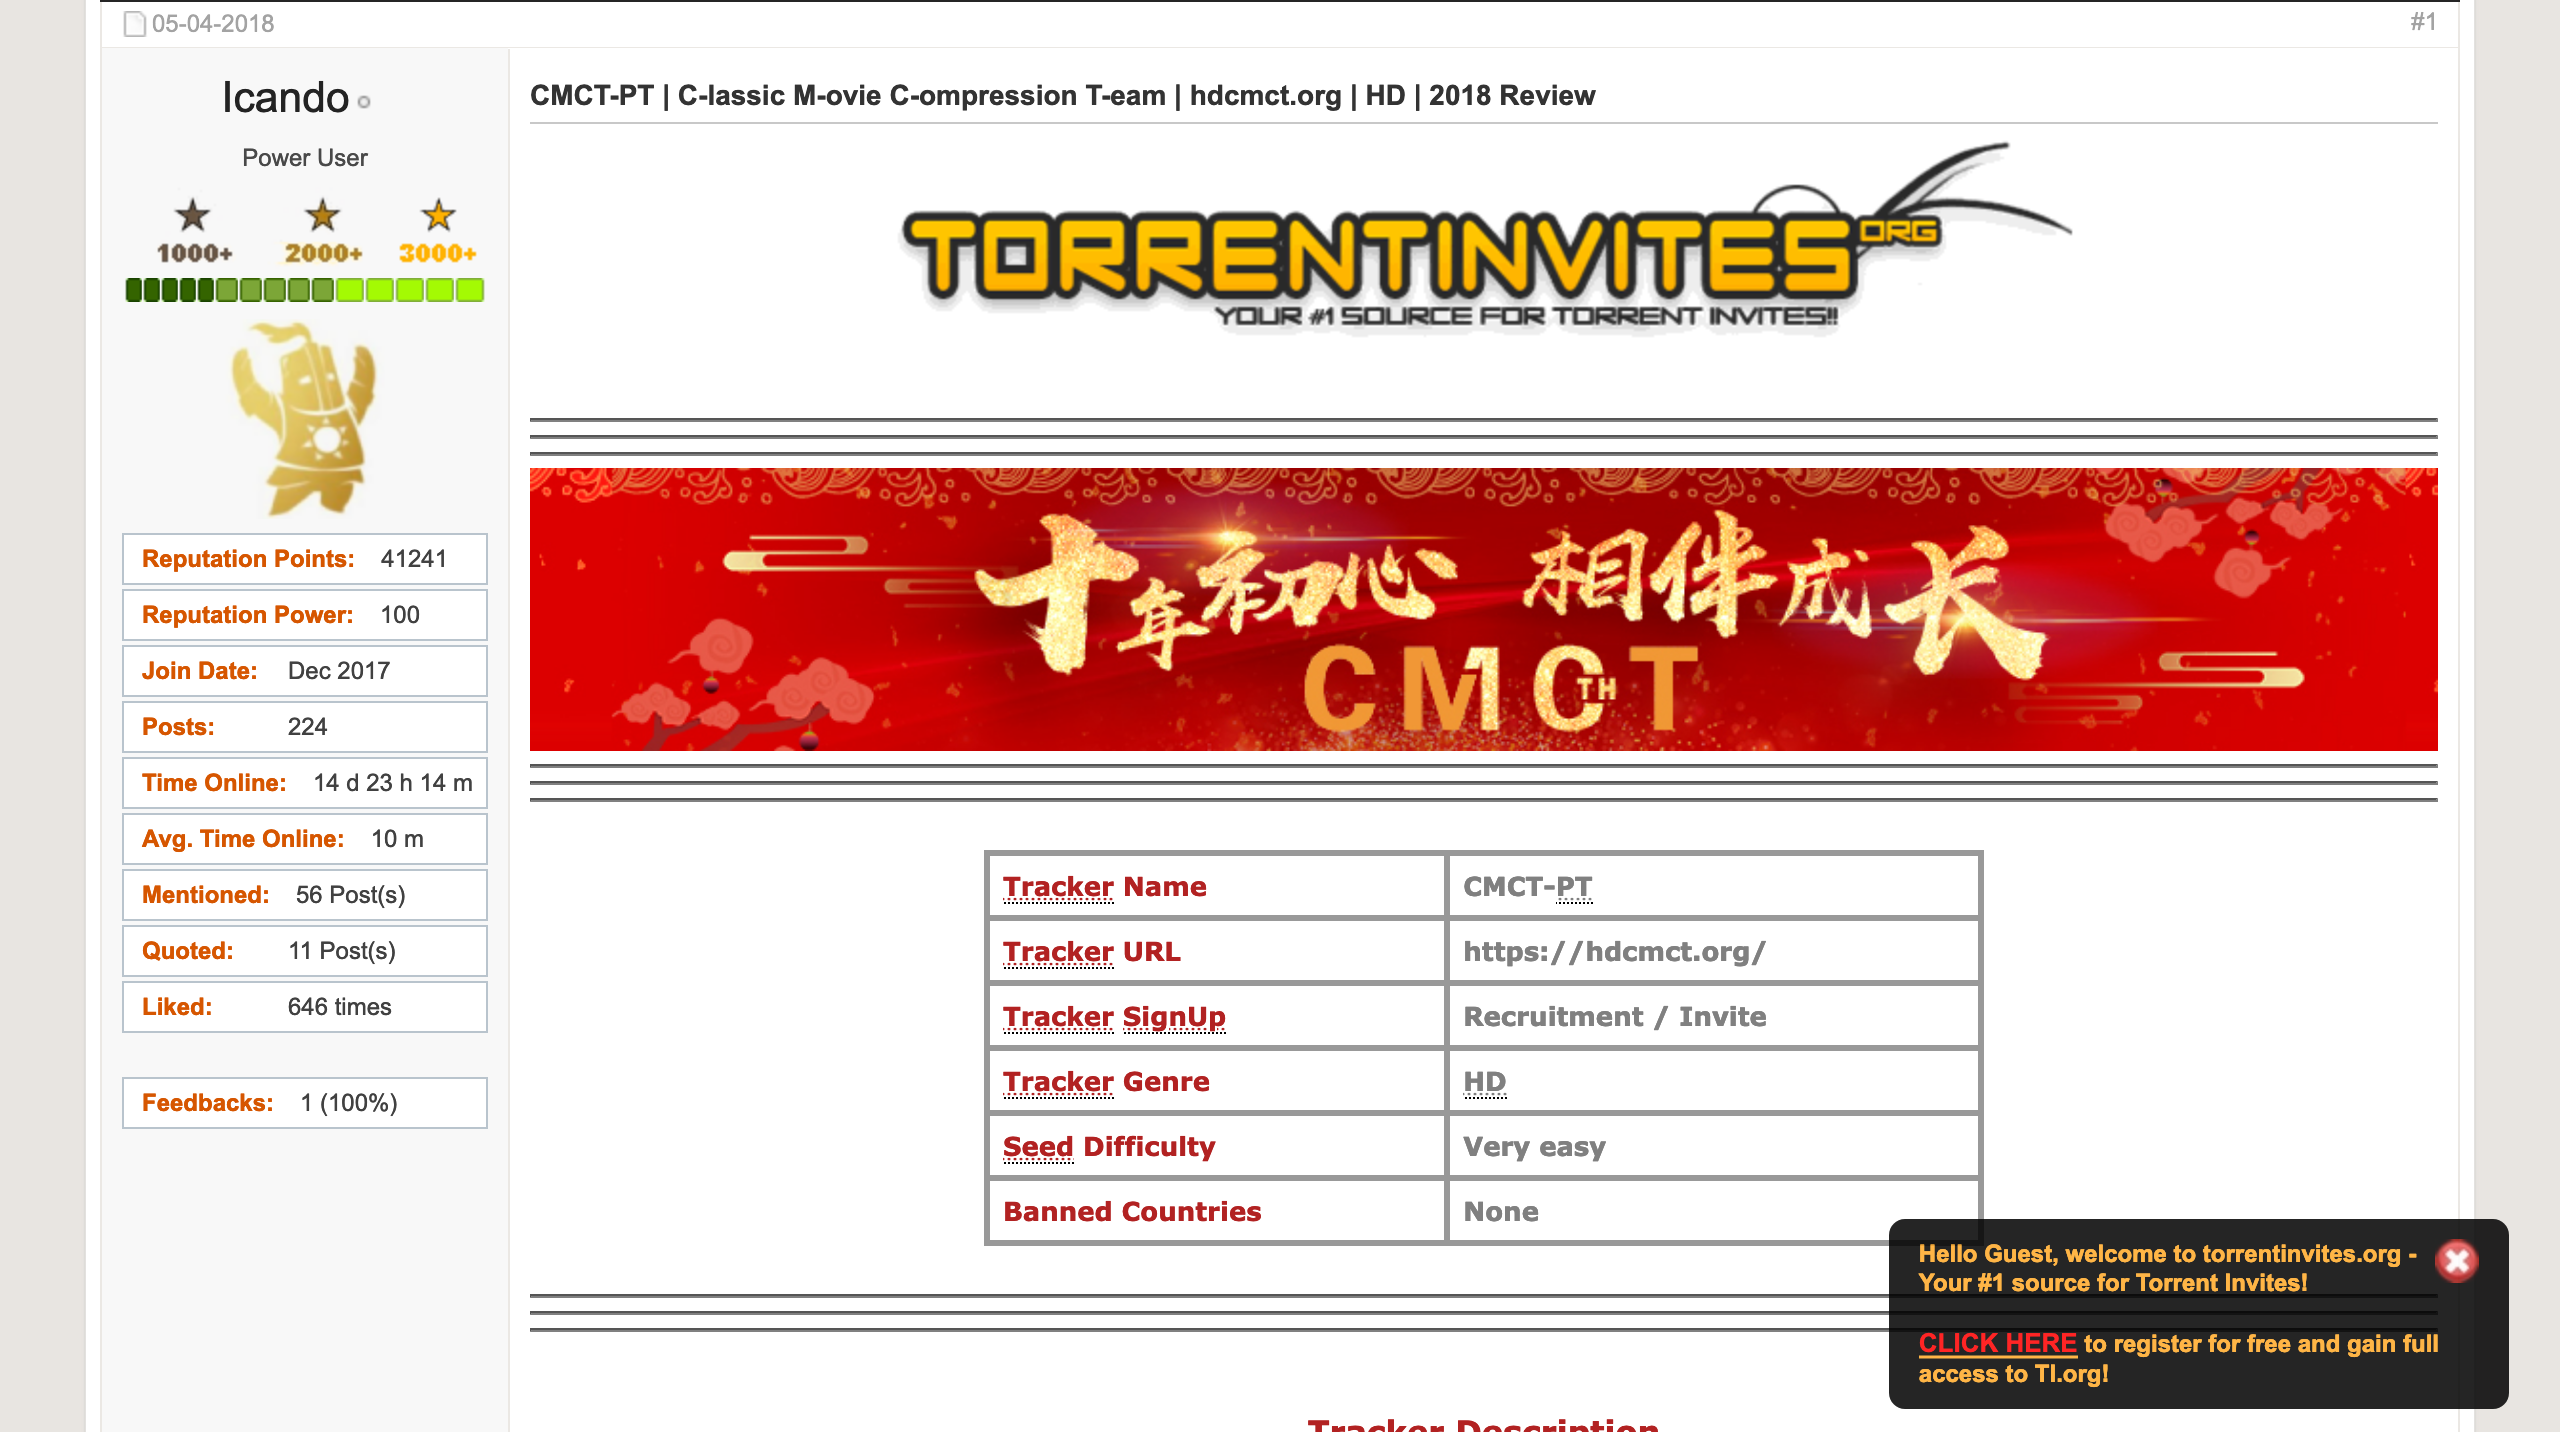 05-04-2018
#1
Icando
Power User
1000+ 2000+ 3000+
Reputation Points: 41241
Reputation Power: 100
Join Date: Dec 2017
Posts: 224
Time Online: 14 d 23 h 14 m
Avg. Time Online: 10 m
Mentioned: 56 Post(s)
Quoted: 11 Post(s)
Liked: 646 times
Feedbacks: 1 (100%)
CMCT-PT | C-lassic M-ovie C-ompression T-eam | hdcmct.org | HD | 2018 Review
TORRENTINVITES ORG
YOUR #1 SOURCE FOR TORRENT INVITES!!
十年初心 相伴成长
CMCT
TH
Tracker Name CMCT-PT
Tracker URL https://hdcmct.org/
Tracker SignUp Recruitment / Invite
Tracker Genre HD
Seed Difficulty Very easy
Banned Countries None
Tracker Description
Hello Guest, welcome to torrentinvites.org -
Your #1 source for Torrent Invites!
CLICK HERE to register for free and gain full
access to TI.org!